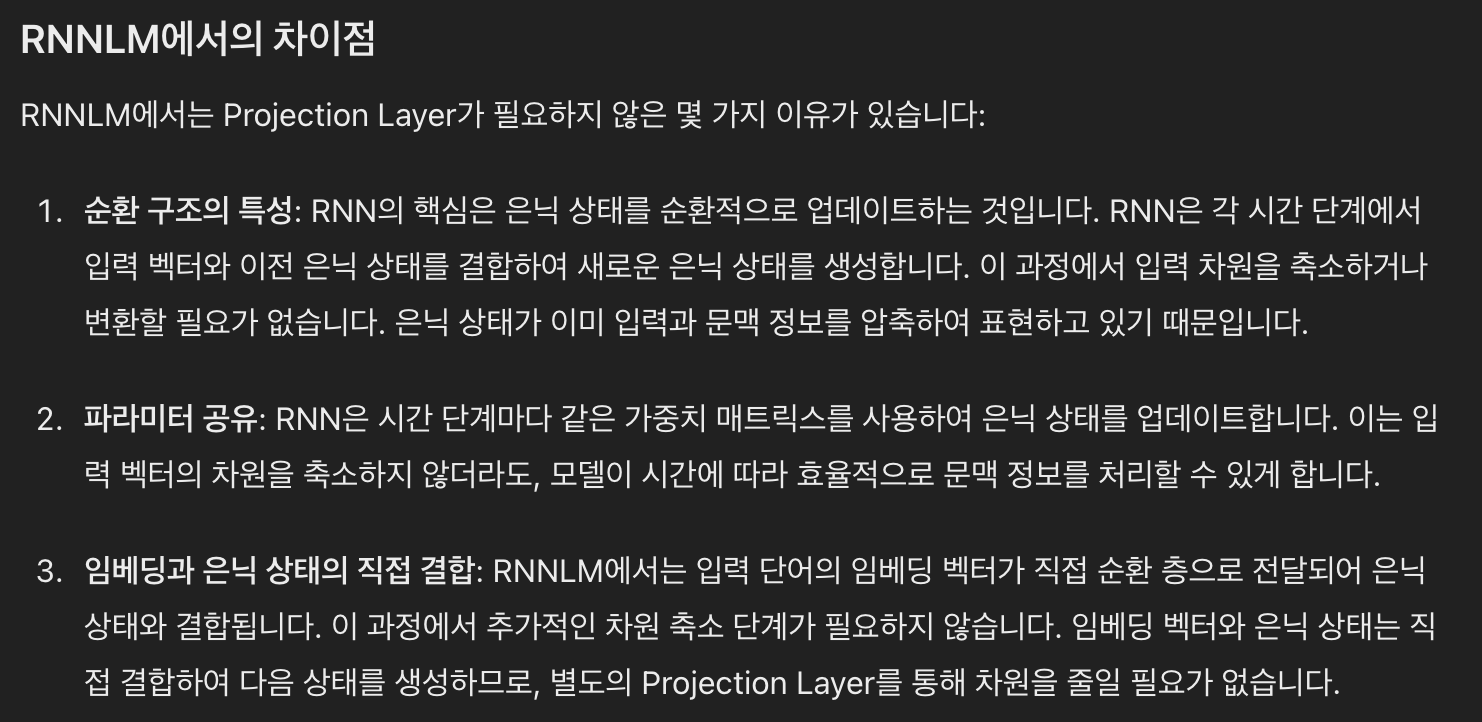 RNNLM에서의 차이점
RNNLM에서는 Projection Layer가 필요하지 않은 몇 가지 이유가 있습니다:
1. 순환 구조의 특성: RNN의 핵심은 은닉 상태를 순환적으로 업데이트하는 것입니다. RNN은 각 시간 단계에서
입력 벡터와 이전 은닉 상태를 결합하여 새로운 은닉 상태를 생성합니다. 이 과정에서 입력 차원을 축소하거나
변환할 필요가 없습니다. 은닉 상태가 이미 입력과 문맥 정보를 압축하여 표현하고 있기 때문입니다.
2. 파라미터 공유: RNN은 시간 단계마다 같은 가중치 매트릭스를 사용하여 은닉 상태를 업데이트합니다. 이는 입
력 벡터의 차원을 축소하지 않더라도, 모델이 시간에 따라 효율적으로 문맥 정보를 처리할 수 있게 합니다.
3. 임베딩과 은닉 상태의 직접 결합: RNNLM에서는 입력 단어의 임베딩 벡터가 직접 순환 층으로 전달되어 은닉
상태와 결합됩니다. 이 과정에서 추가적인 차원 축소 단계가 필요하지 않습니다. 임베딩 벡터와 은닉 상태는 직
접 결합하여 다음 상태를 생성하므로, 별도의 Projection Layer를 통해 차원을 줄일 필요가 없습니다.